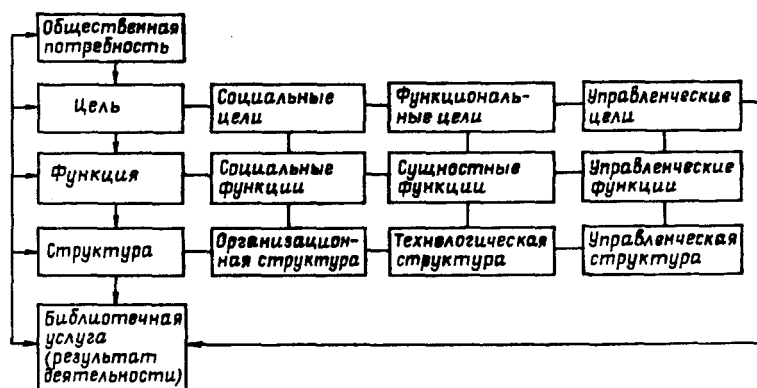 Общественная
потребность
Цель
Социальные
цели
Функциональ-
ные цели
Управленческие
цели
Функция
Социальные
функции
Сущностные
функции
Управленческие
функции
Структура
Организацион-
ная структура
Технологическая
структура
Управленческая
структура
Библиотечная
услуга
(результат
деятельности)